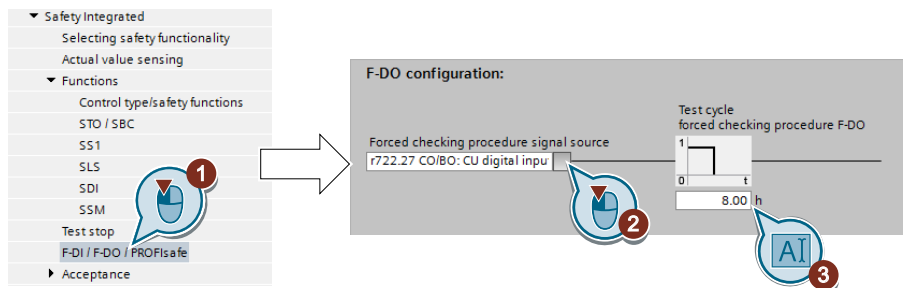 Safety Integrated
Selecting safety functionality
Actual value sensing
Functions
Control type/safety functions
STO / SBC
SS1
SLS
SDI
SSM
Test stop
F-DI / F-DO / PROFIsafe
Acceptance
1
F-DO configuration:
Test cycle
forced checking procedure F-DO
Forced checking procedure signal source
r722.27 CO/BO: CU digital inpu
1
0
t
8.00 h
2
AI
3